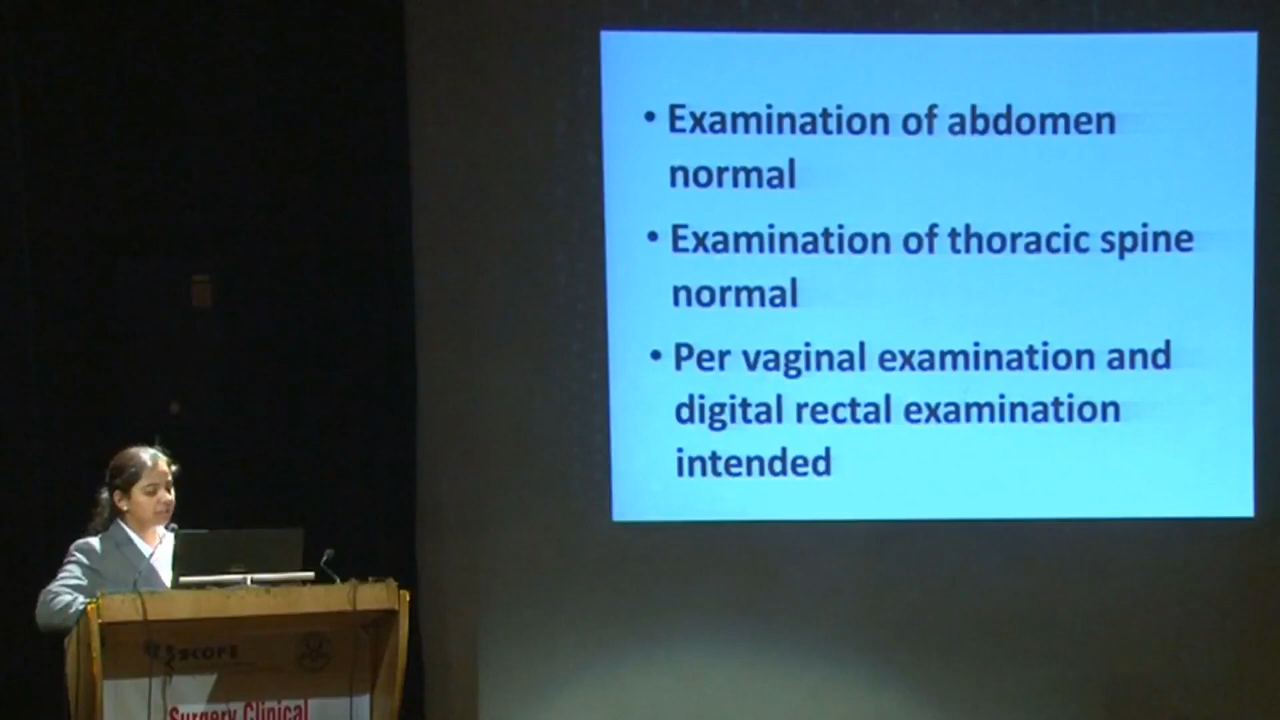 • Examination of abdomen
normal
• Examination of thoracic spine
normal
• Per vaginal examination and
digital rectal examination
intended
SCOPE
Surgery Clinical